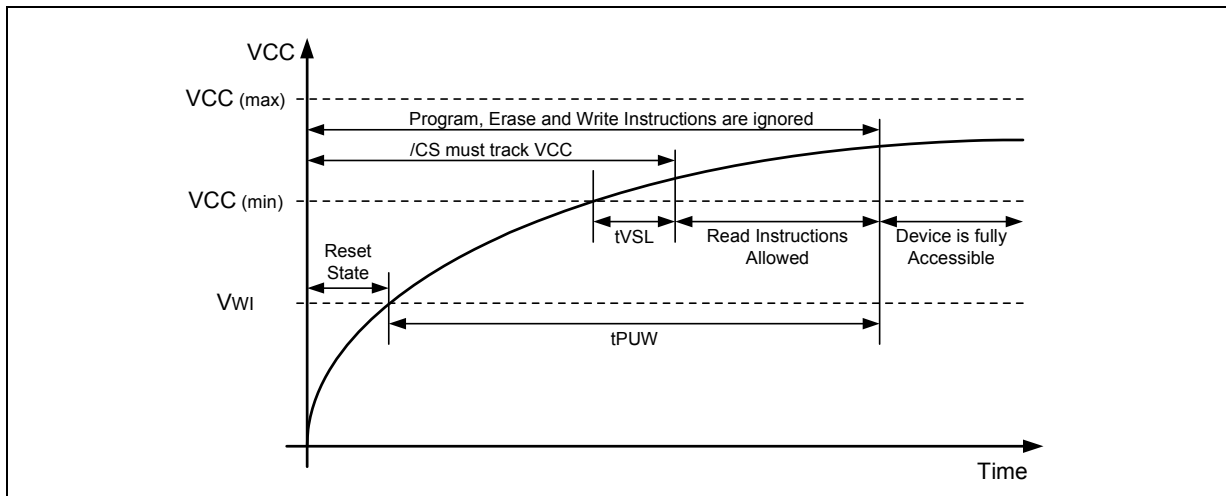 VCC
VCC (max)
Program, Erase and Write Instructions are ignored
/CS must track VCC
VCC (min)
tVSL
Read Instructions
Allowed
Device is fully
Accessible
Reset
State
VWI
tPUW
Time